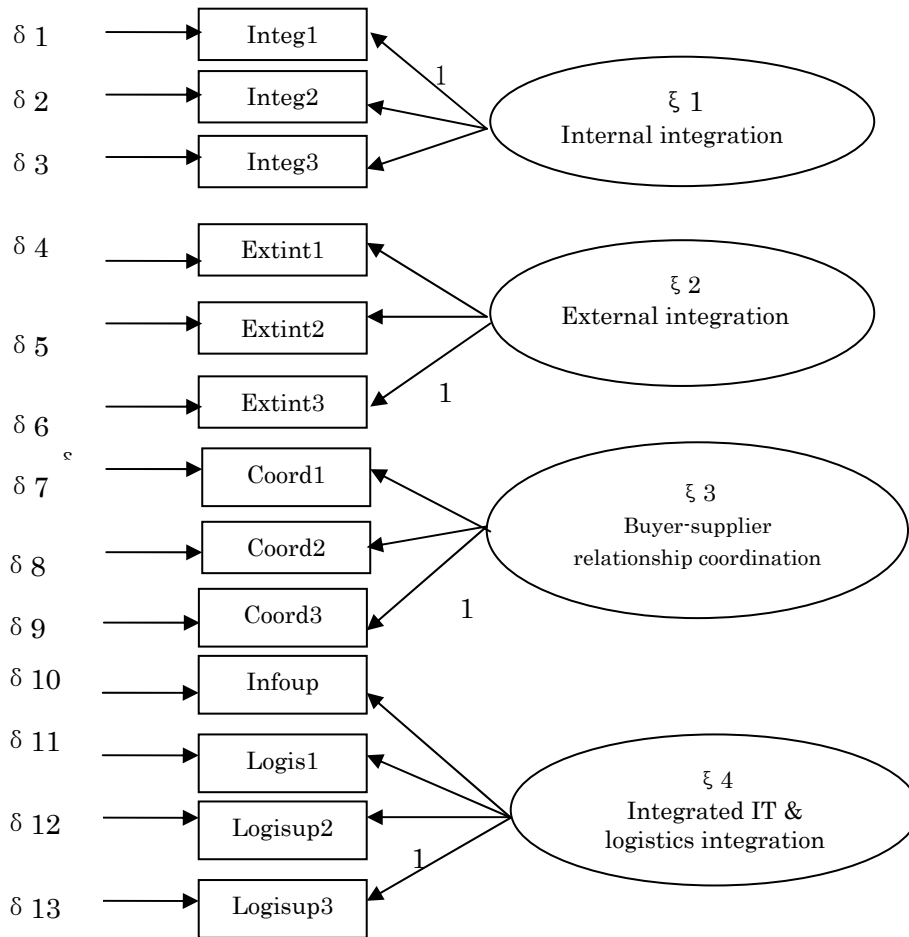 δ 1
Integ1
1
δ 2
Integ2
ξ 1
Internal integration
δ 3
Integ3
δ 4
Extint1
ξ 2
External integration
δ 5
Extint2
δ 6
Extint3
1
δ 7
Coord1
ξ 3
Buyer-supplier
relationship coordination
δ 8
Coord2
δ 9
Coord3
1
δ 10
Infoup
δ 11
Logis1
ξ 4
Integrated IT &
logistics integration
δ 12
Logisup2
1
δ 13
Logisup3